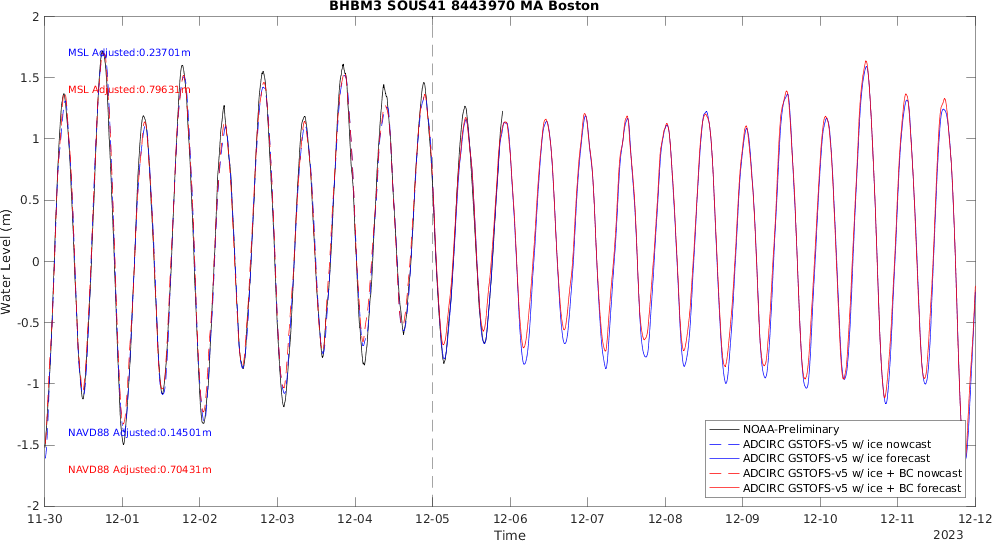 BHBM3 SOUS41 8443970 MA Boston
2
1.5
1
0.5
0
-0.5
-1
-1.5
-2
Water Level (m)
MSL Adjusted:0.23701m
MSL Adjusted:0.79631m
NAVD88 Adjusted:0.14501m
NAVD88 Adjusted:0.70431m
NOAA-Preliminary
ADCIRC GSTOFS-v5 w/ ice nowcast
ADCIRC GSTOFS-v5 w/ ice forecast
ADCIRC GSTOFS-v5 w/ ice + BC nowcast
ADCIRC GSTOFS-v5 w/ ice + BC forecast
11-30 12-01 12-02 12-03 12-04 12-05 12-06 12-07 12-08 12-09 12-10 12-11 12-12
Time
2023